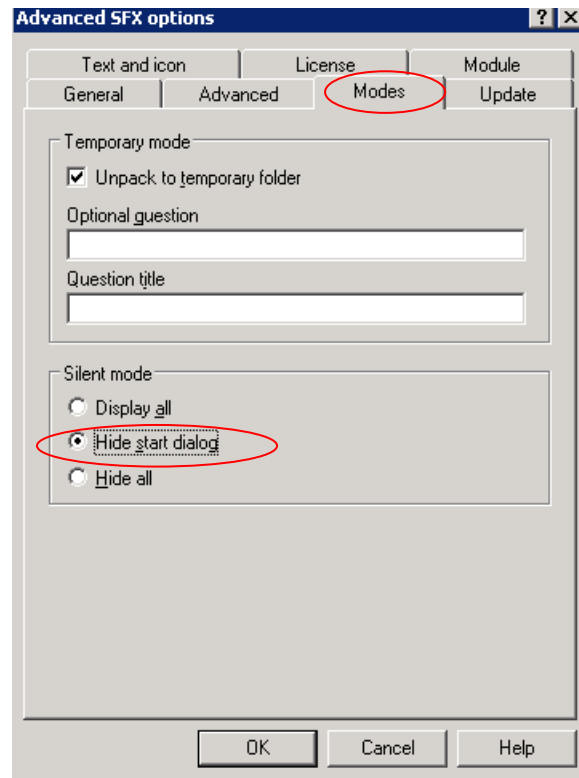 Advanced SFX options
Text and icon License Module
General Advanced Modes Update
Temporary mode
Unpack to temporary folder
Optional question
Question title
Silent mode
Display all
Hide start dialog
Hide all
OK Cancel Help